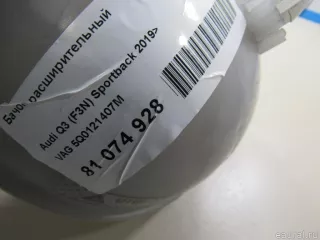 Бачок расширительный
Audi Q3 (F3N) Sportback 2019>
VAG 5Q0121407M
81 074 928